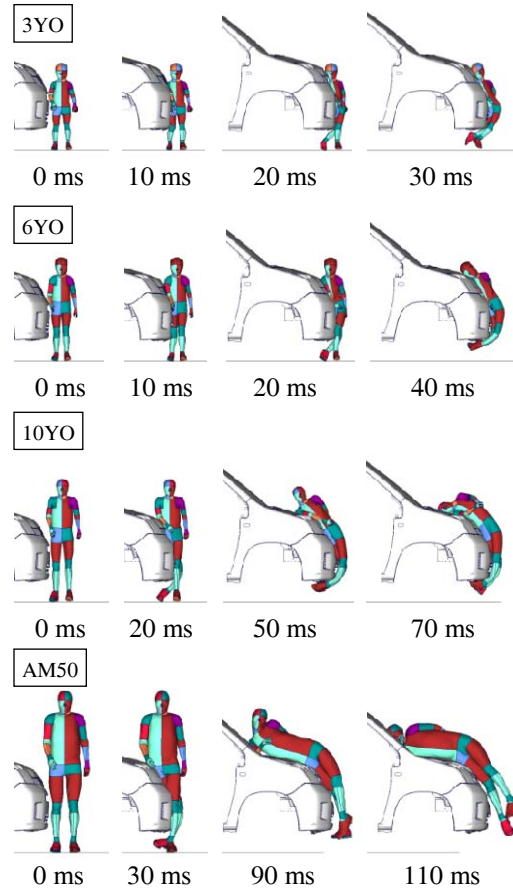 3YO
0 ms 10 ms 20 ms 30 ms
6YO
0 ms 10 ms 20 ms 40 ms
10YO
0 ms 20 ms 50 ms 70 ms
AM50
0 ms 30 ms 90 ms 110 ms